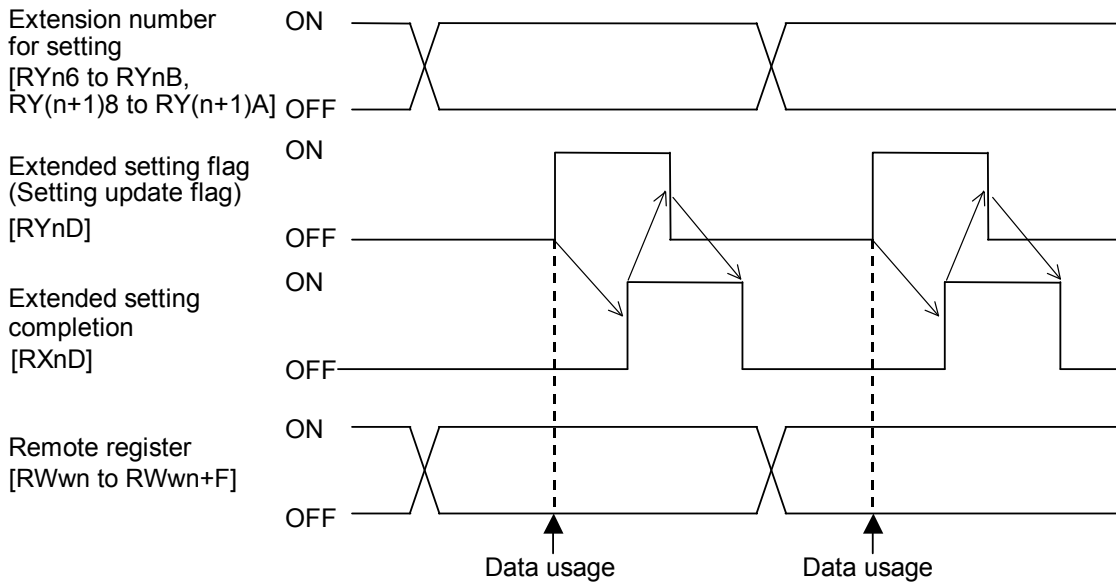 Extension number
for setting
[RYn6 to RYnB,
RY(n+1)8 to RY(n+1)A]
ON
OFF
Extended setting flag
(Setting update flag)
[RYnD]
ON
OFF
Extended setting
completion
[RXnD]
ON
OFF
Remote register
[RWwn to RWwn+F]
ON
OFF
Data usage
Data usage